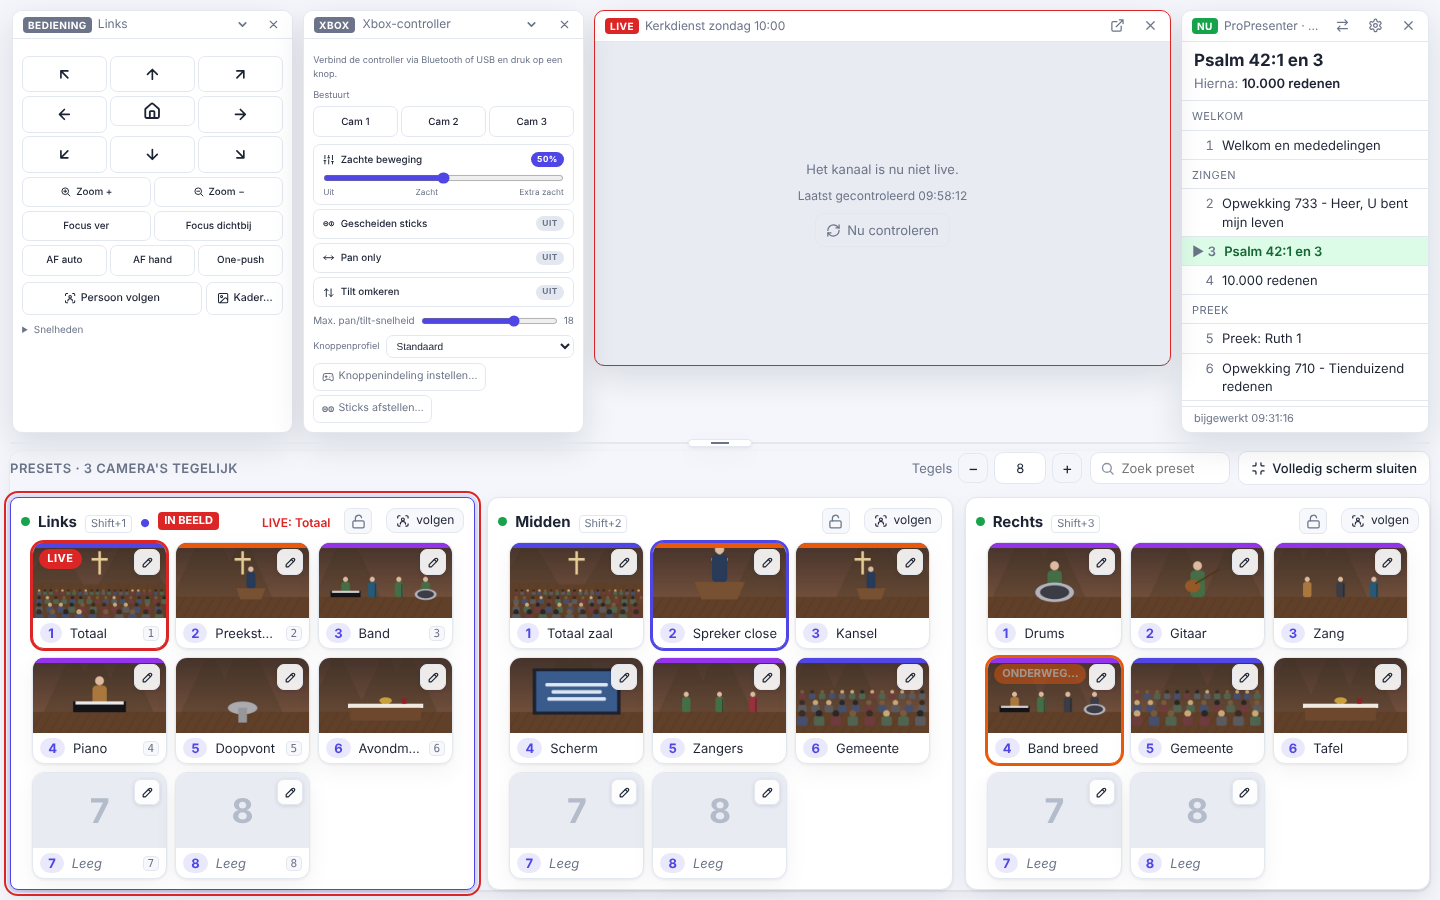 BEDIENING Links
Zoom +
Zoom −
Focus ver
Focus dichtbij
AF auto
AF hand
One-push
Persoon volgen
Kader...
Snelheden
XBOX Xbox-controller
Verbind de controller via Bluetooth of USB en druk op een
knop.
Bestuurt
Cam 1
Cam 2
Cam 3
Zachte beweging 50%
Uit
Zacht
Extra zacht
Gescheiden sticks UIT
Pan only UIT
Tilt omkeren UIT
Max. pan/tilt-snelheid 18
Knoppenprofiel Standaard
Knoppenindeling instellen...
Sticks afstellen...
LIVE Kerkdienst zondag 10:00
Het kanaal is nu niet live.
Laatst gecontroleerd 09:58:12
Nu controleren
NU ProPresenter · ...
Psalm 42:1 en 3
Hierna: 10.000 redenen
WELKOM
1 Welkom en mededelingen
ZINGEN
2 Opwekking 733 - Heer, U bent
mijn leven
3 Psalm 42:1 en 3
4 10.000 redenen
PREEK
5 Preek: Ruth 1
6 Opwekking 710 - Tienduizend
redenen
bijgewerkt 09:31:16
PRESETS · 3 CAMERA'S TEGELIJK
Tegels − 8 +
Zoek preset
Volledig scherm sluiten
Links Shift+1 IN BEELD LIVE: Totaal volgen
LIVE
1 Totaal 1
2 Preekst... 2
3 Band 3
4 Piano 4
5 Doopvont 5
6 Avondm... 6
7
8
7 Leeg 7
8 Leeg 8
Midden Shift+2 volgen
1 Totaal zaal
2 Spreker close
3 Kansel
4 Scherm
5 Zangers
6 Gemeente
7
8
7 Leeg
8 Leeg
Rechts Shift+3 volgen
1 Drums
2 Gitaar
3 Zang
ONDERWEG...
4 Band breed
5 Gemeente
6 Tafel
7
8
7 Leeg
8 Leeg